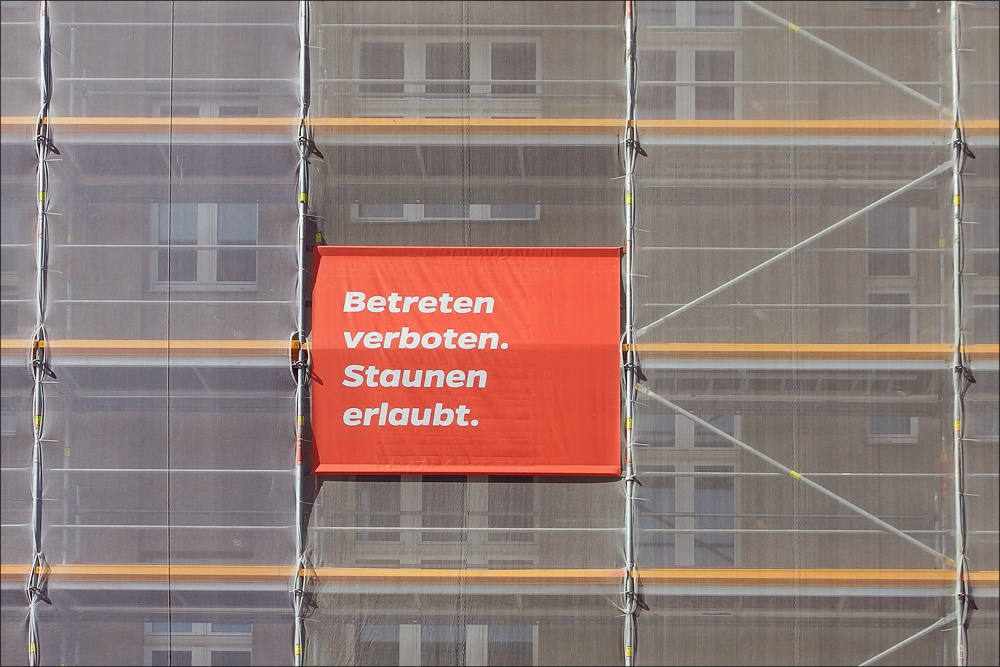 Betreten
verboten.
Staunen
erlaubt.